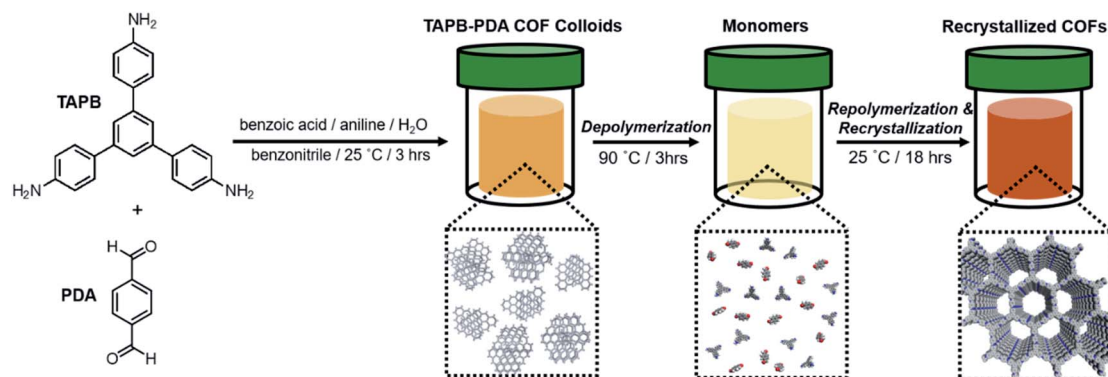 NH₂
TAPB
H₂N
NH₂
+
H
O
PDA
O
H
benzoic acid / aniline / H₂O
benzonitrile / 25 ˚C / 3 hrs
TAPB-PDA COF Colloids
Depolymerization
90 ˚C / 3hrs
Monomers
Repolymerization &
Recrystallization
25 ˚C / 18 hrs
Recrystallized COFs